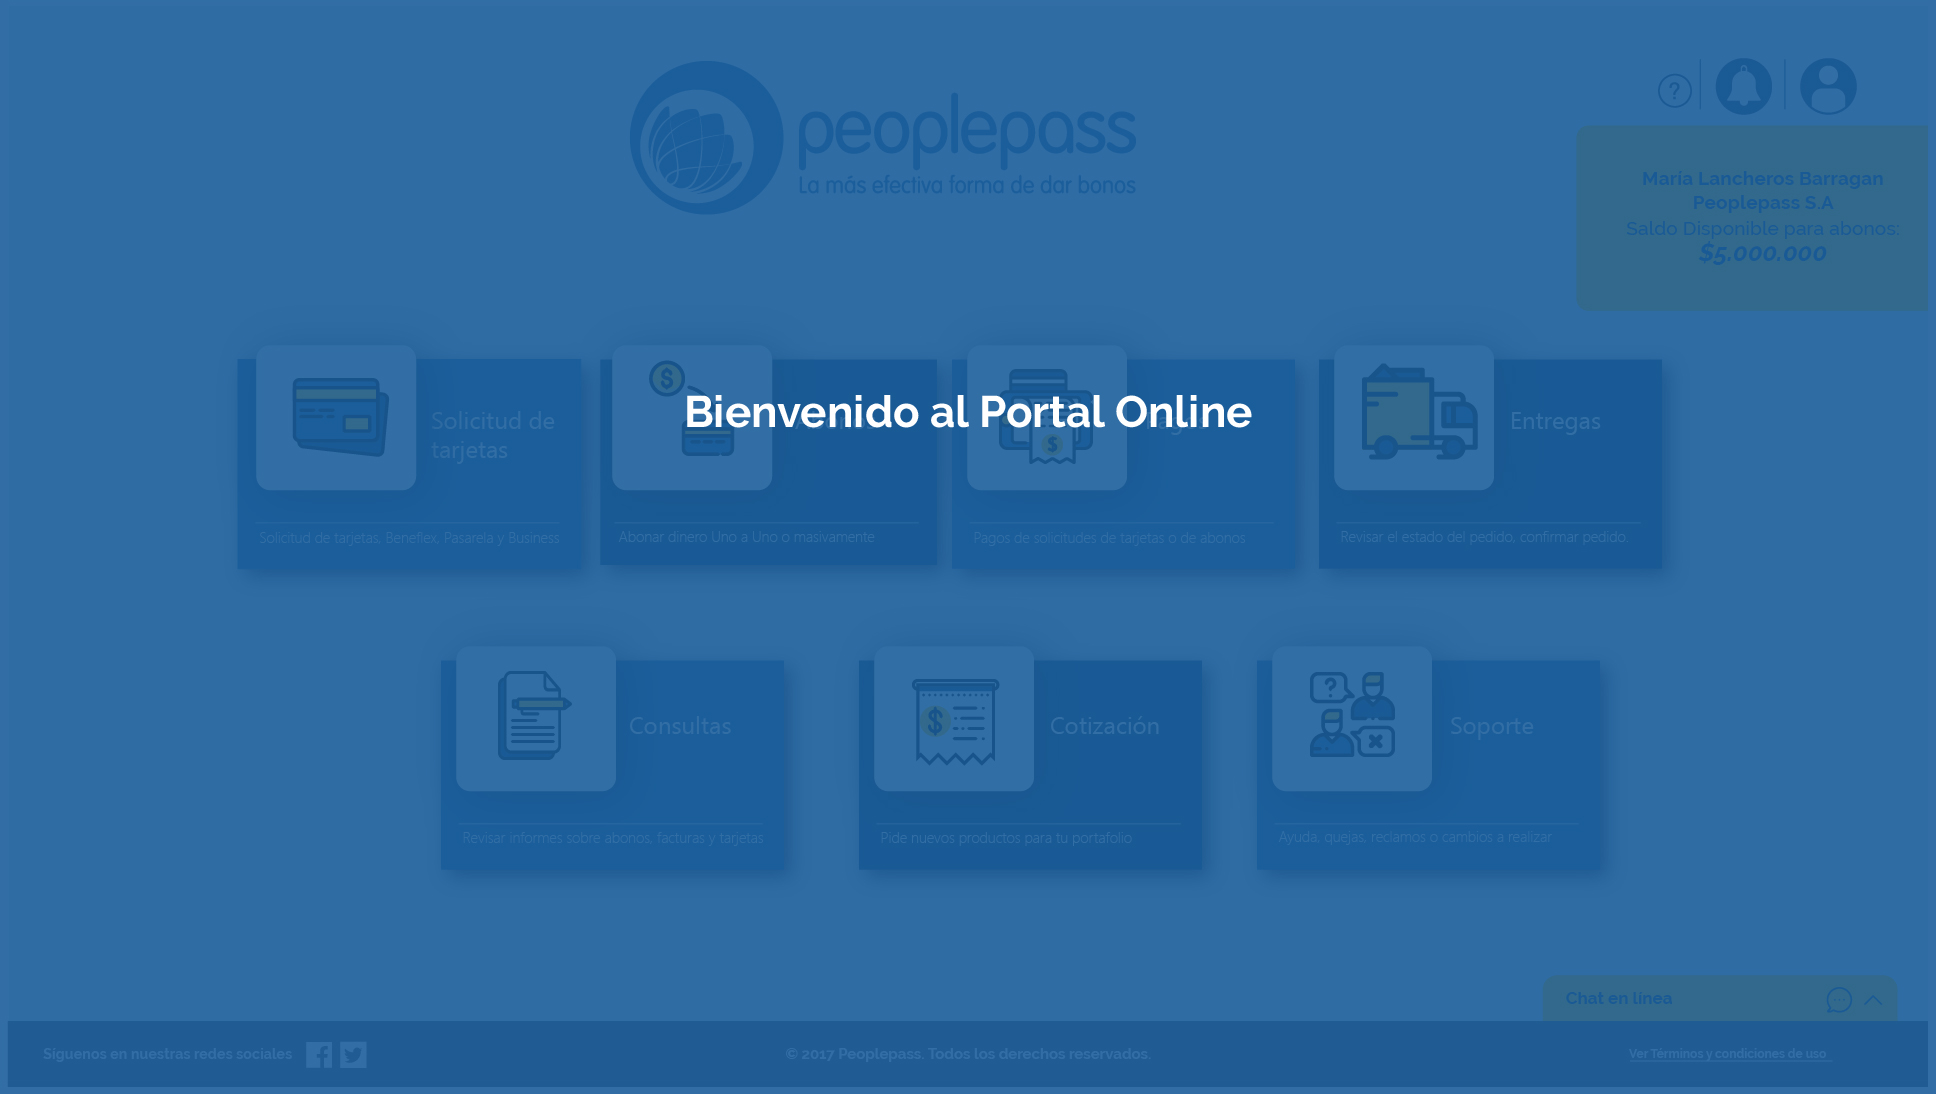 peoplepass
La más efectiva forma de dar bonos
?
María Lancheros Barragan
Peoplepass S.A
Saldo Disponible para abonos:
$5.000.000
Bienvenido al Portal Online
Solicitud de
tarjetas
Entregas
Solicitud de tarjetas, Beneflex, Pasarela y Business
Abonar dinero Uno a Uno o masivamente
Pagos de solicitudes de tarjetas o de abonos
Revisar el estado del pedido, confirmar pedido.
Consultas
Cotización
Soporte
Revisar informes sobre abonos, facturas y tarjetas
Pide nuevos productos para tu portafolio
Ayuda, quejas, reclamos o cambios a realizar
Chat en línea
Síguenos en nuestras redes sociales
© 2017 Peoplepass. Todos los derechos reservados.
Ver Términos y condiciones de uso